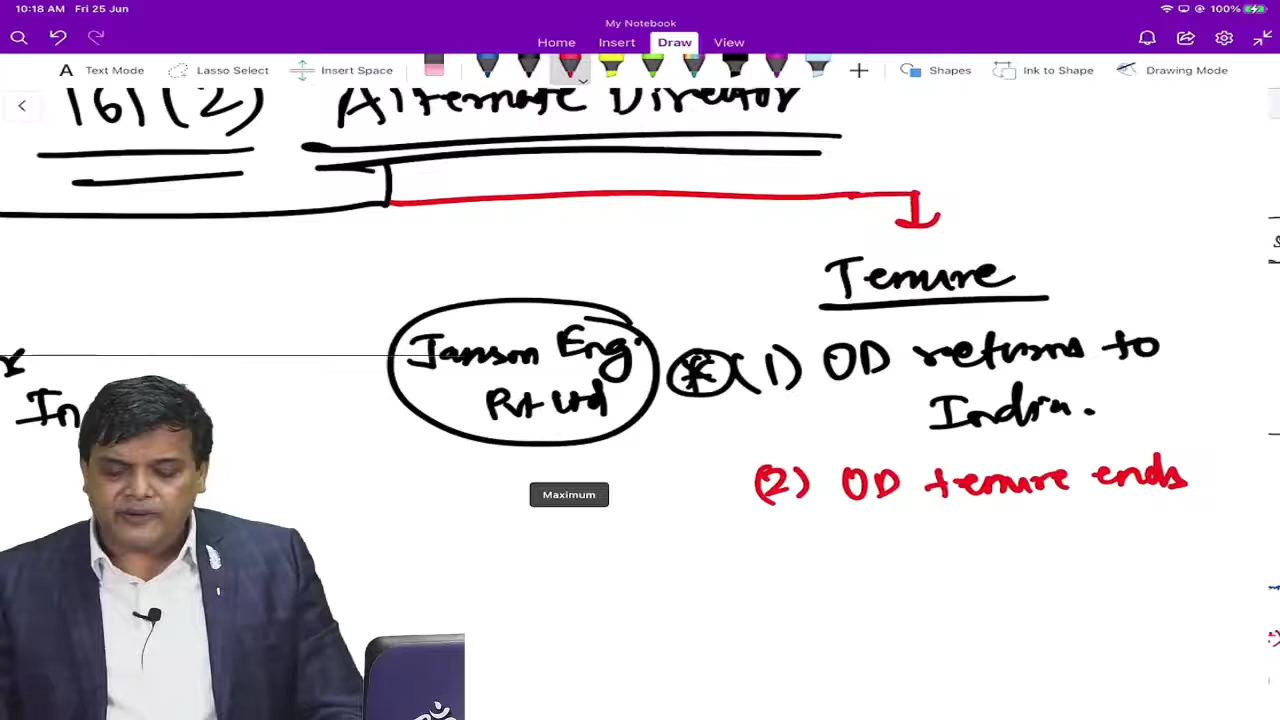 10:18 AM Fri 25 Jun
100%
My Notebook
Home Insert Draw View
Text Mode Lasso Select Insert Space Shapes Ink to Shape Drawing Mode
161(2) Alternate Director
Tenure
Janson Eng.
Pvt Ltd
(1) OD returns to
India.
In
(2) OD tenure ends
Maximum